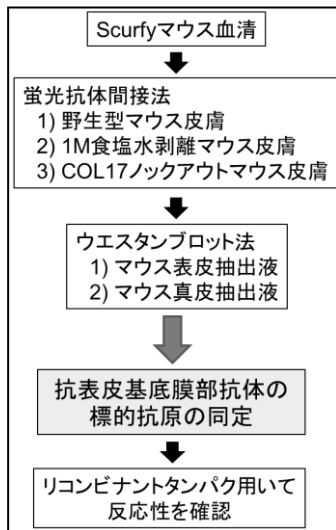 Scurfyマウス血清
蛍光抗体間接法
1) 野生型マウス皮膚
2) 1M食塩水剥離マウス皮膚
3) COL17ノックアウトマウス皮膚
ウエスタンブロット法
1) マウス表皮抽出液
2) マウス真皮抽出液
抗表皮基底膜部抗体の
標的抗原の同定
リコンビナントタンパク用いて
反応性を確認